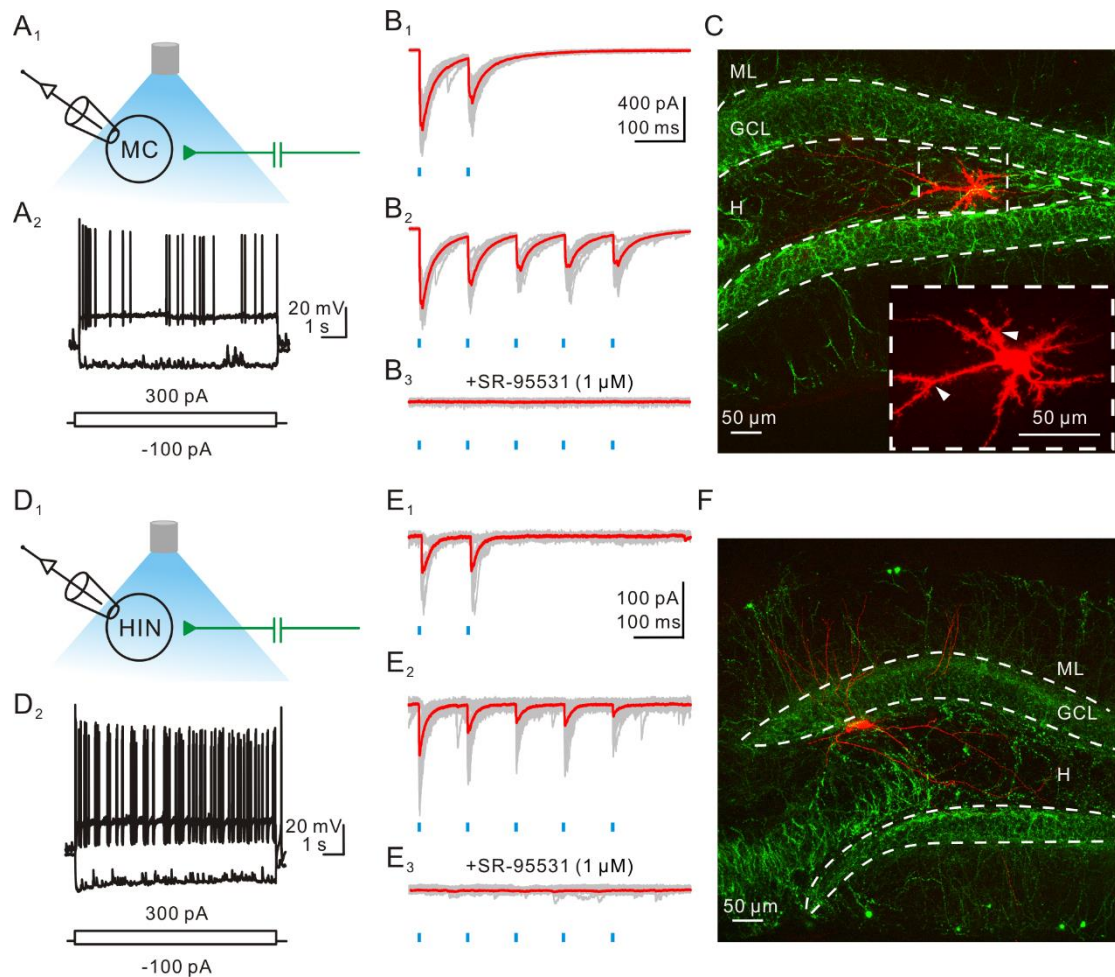 A1
MC
A2
20 mV
1 s
300 pA
-100 pA
B1
400 pA
100 ms
B2
B3
+SR-95531 (1 µM)
C
ML
GCL
H
50 µm
50 µm
D1
HIN
D2
20 mV
1 s
300 pA
-100 pA
E1
100 pA
100 ms
E2
E3
+SR-95531 (1 µM)
F
ML
GCL
H
50 µm